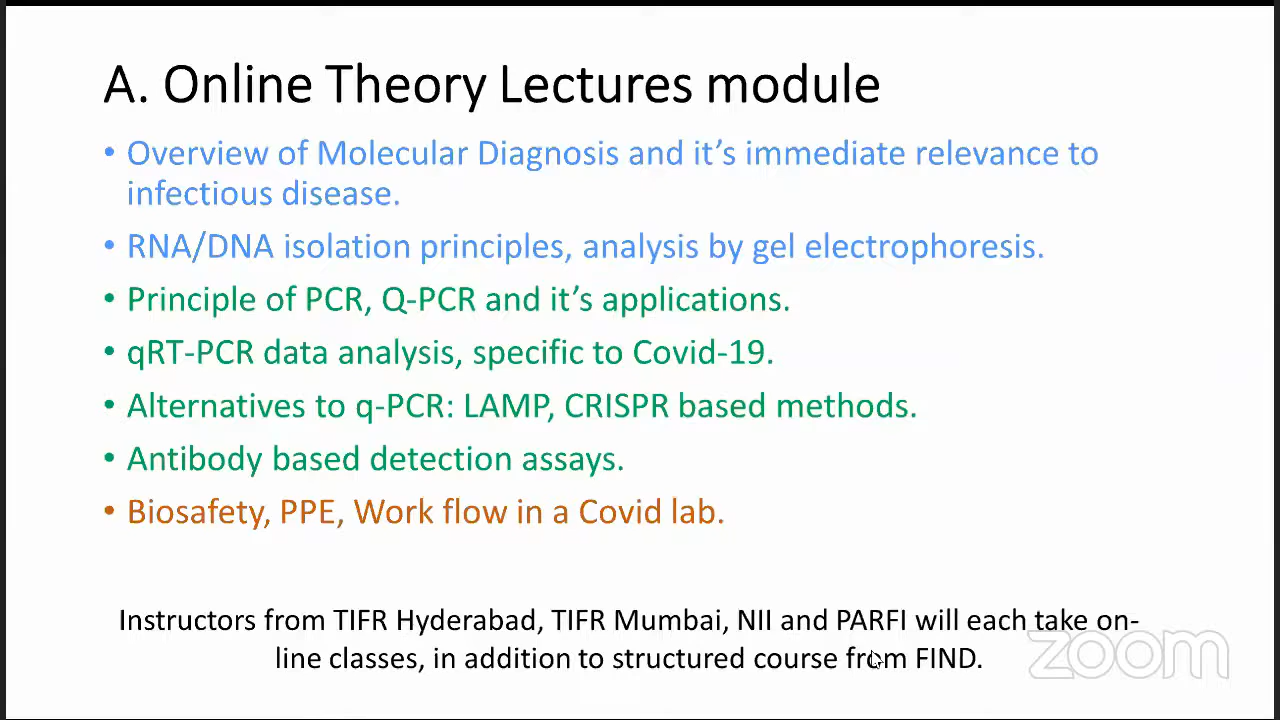 A. Online Theory Lectures module
• Overview of Molecular Diagnosis and it’s immediate relevance to
infectious disease.
• RNA/DNA isolation principles, analysis by gel electrophoresis.
• Principle of PCR, Q-PCR and it’s applications.
• qRT-PCR data analysis, specific to Covid-19.
• Alternatives to q-PCR: LAMP, CRISPR based methods.
• Antibody based detection assays.
• Biosafety, PPE, Work flow in a Covid lab.
Instructors from TIFR Hyderabad, TIFR Mumbai, NII and PARFI will each take on-
line classes, in addition to structured course from FIND.
zoom